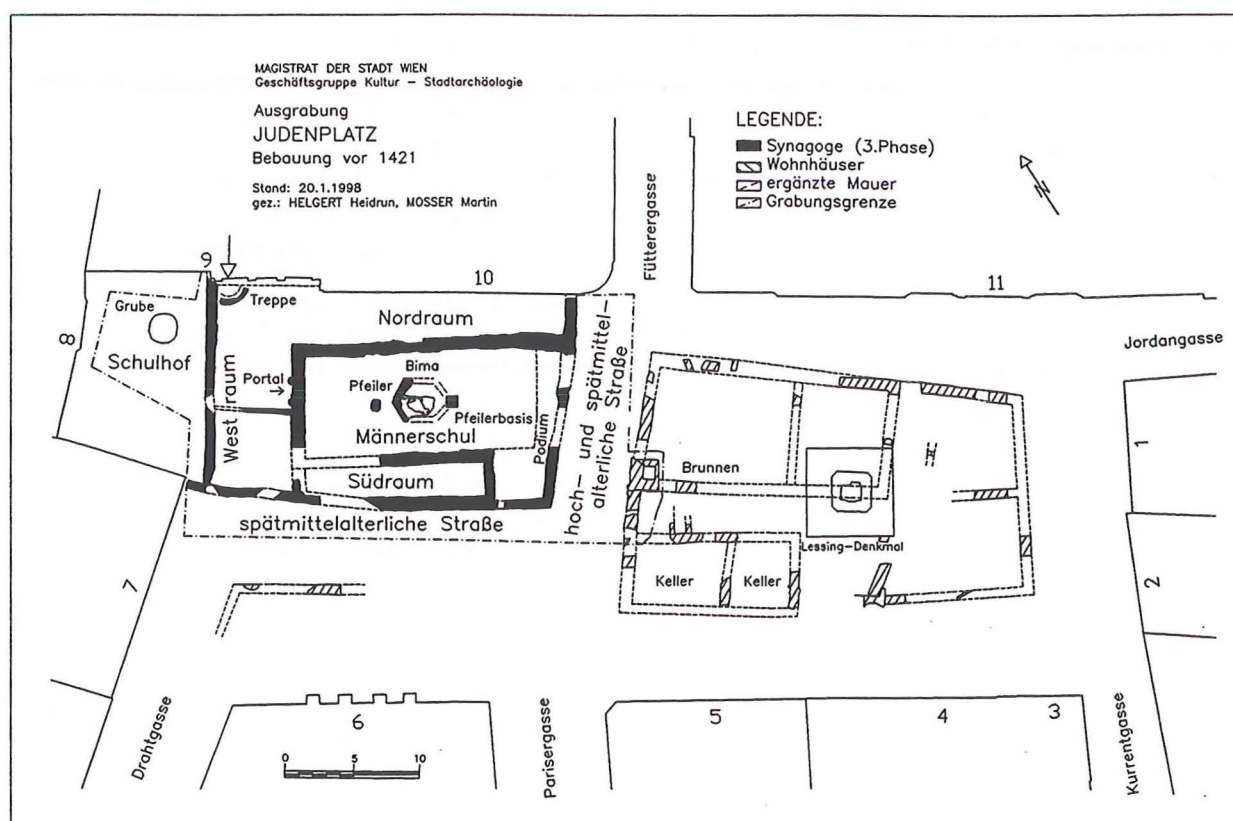 MAGISTRAT DER STADT WIEN
Geschäftsgruppe Kultur – Stadtarchäologie
Ausgrabung
JUDENPLATZ
Bebauung vor 1421
Stand: 20.1.1998
gez.: HELGERT Heidrun, MOSSER Martin
LEGENDE:
Synagoge (3.Phase)
Wohnhäuser
ergänzte Mauer
Grabungsgrenze
N
Fütterergasse
9
10
11
8
Grube
Schulhof
Treppe
Nordraum
Jordangasse
West raum
Portal
Bima
Pfeiler
Pfeilerbasis
Männerschul
Podium
Südraum
hoch- und spätmittel-
alterliche Straße
spätmittelalterliche Straße
Brunnen
Lessing-Denkmal
Keller
Keller
1
2
7
6
5
4
3
Drahtgasse
Parisergasse
Kurrentgasse
0
5
10